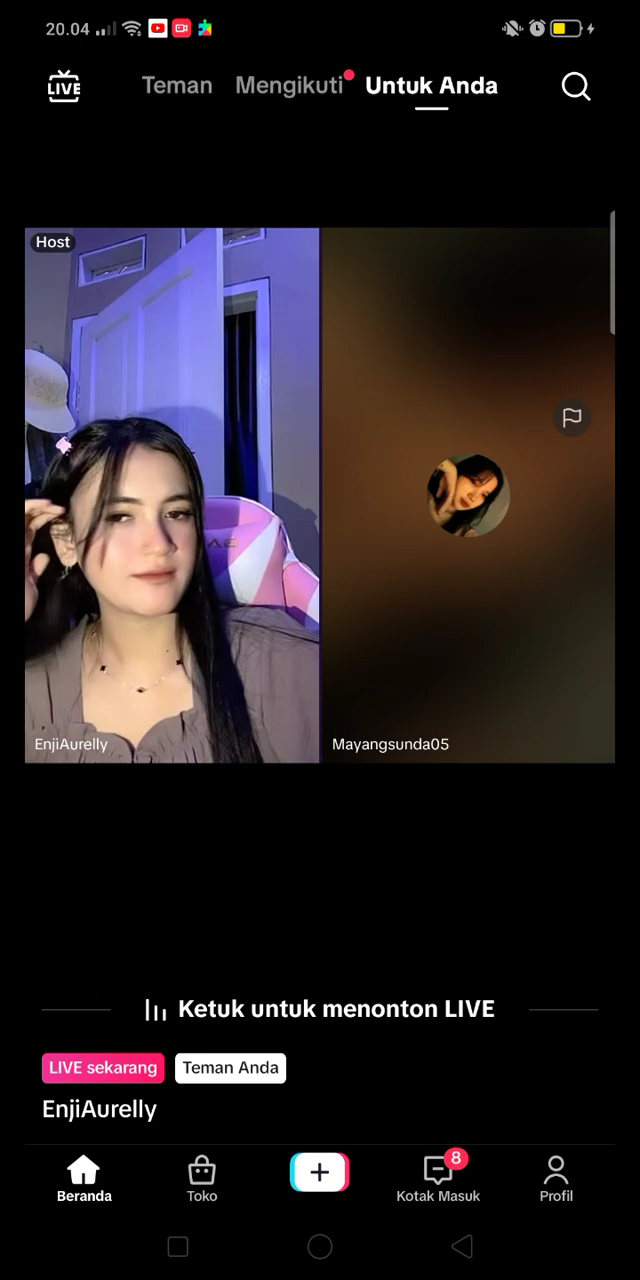 20.04
LIVE
Teman
Mengikuti
Untuk Anda
Host
EnjiAurelly
Mayangsunda05
Ketuk untuk menonton LIVE
LIVE sekarang
Teman Anda
EnjiAurelly
Beranda
Toko
8
Kotak Masuk
Profil